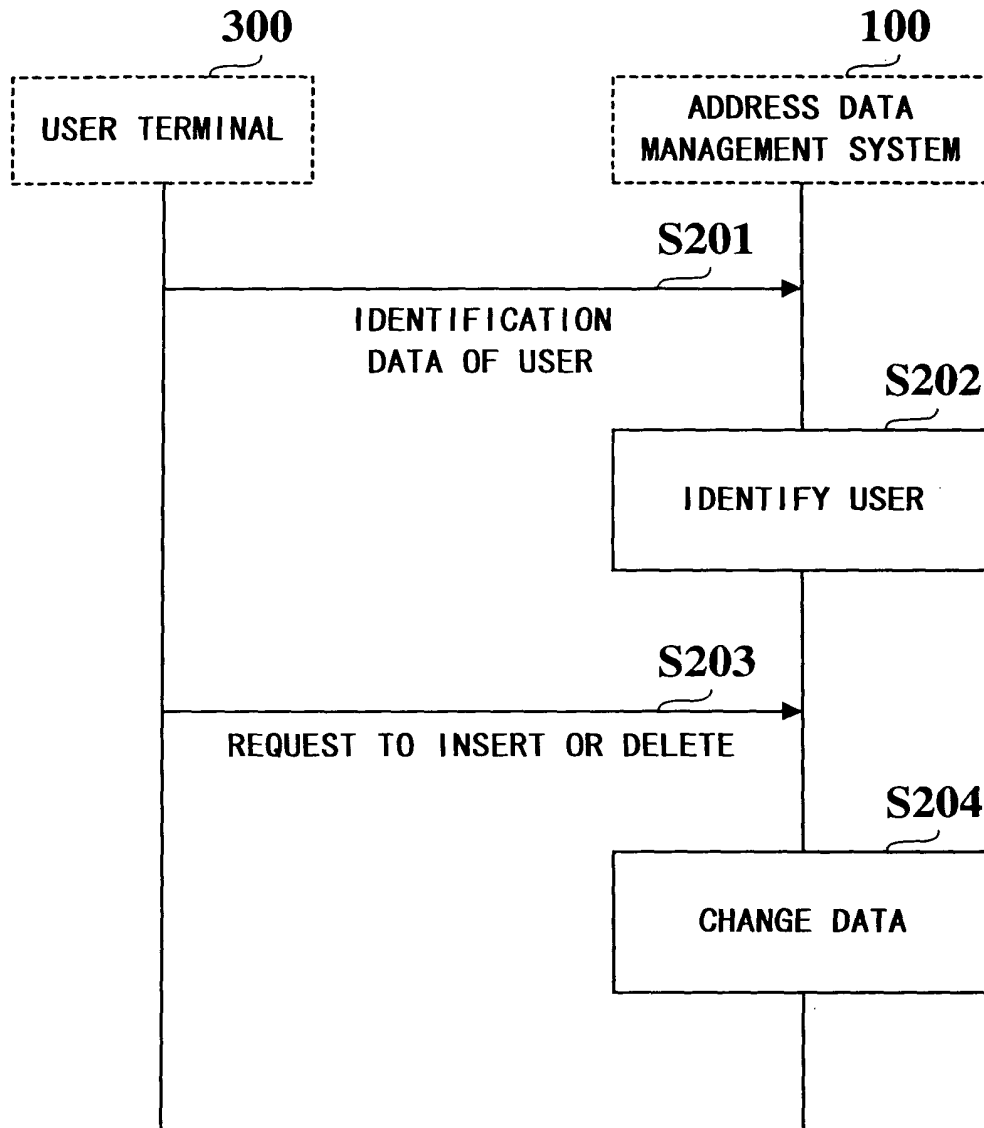 300
100
USER TERMINAL
ADDRESS DATA
MANAGEMENT SYSTEM
S201
IDENTIFICATION
DATA OF USER
S202
IDENTIFY USER
S203
REQUEST TO INSERT OR DELETE
S204
CHANGE DATA